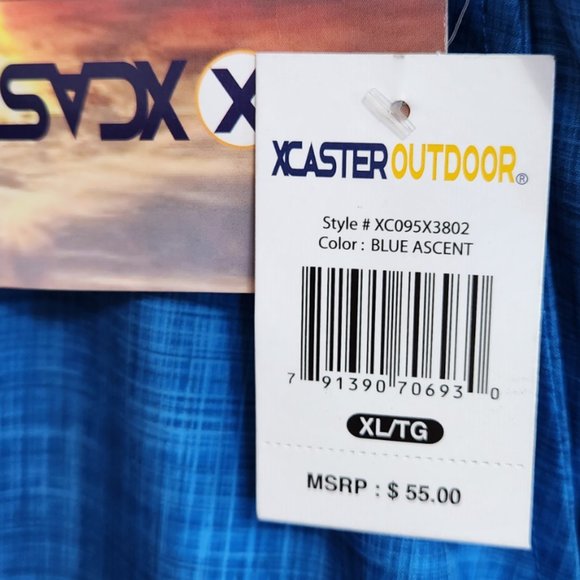 XCAS X
XCASTER OUTDOOR®
Style # XC095X3802
Color : BLUE ASCENT
7 91390 70693 0
XL/TG
MSRP : $ 55.00